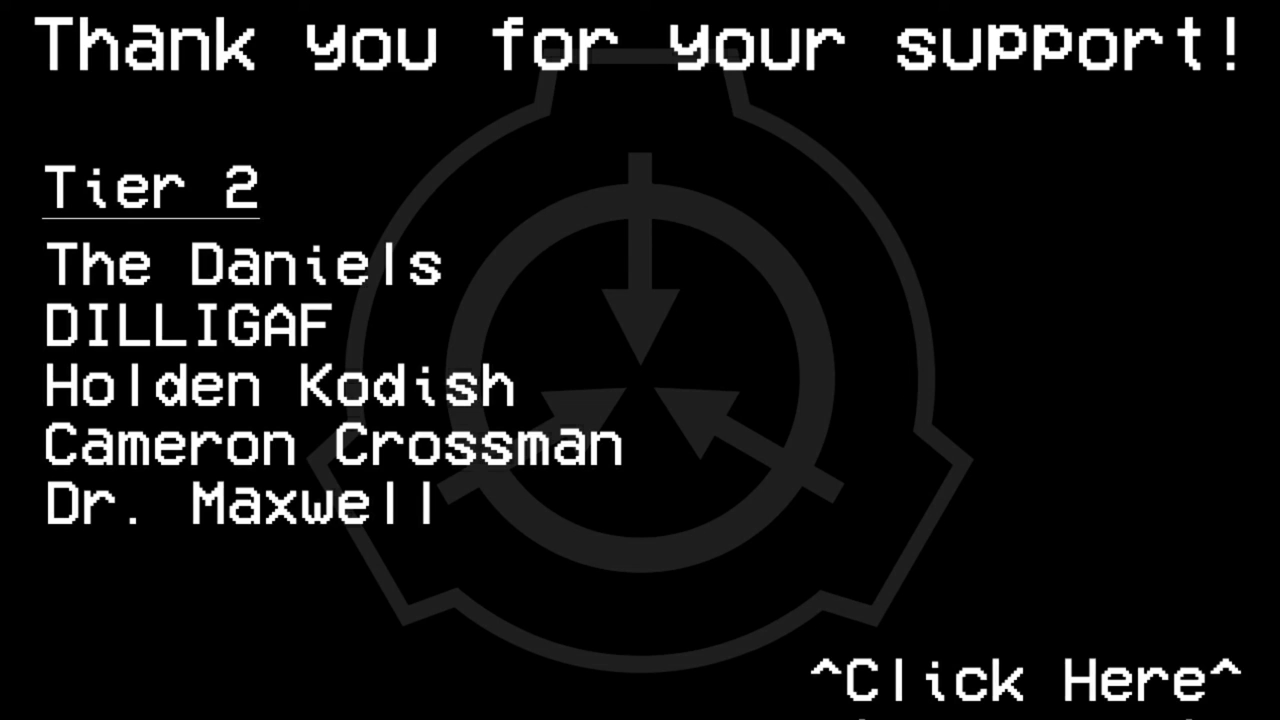 Thank you for your support!
Tier 2
The Daniels
DILLIGAF
Holden Kodish
Cameron Crossman
Dr. Maxwell
^Click Here^